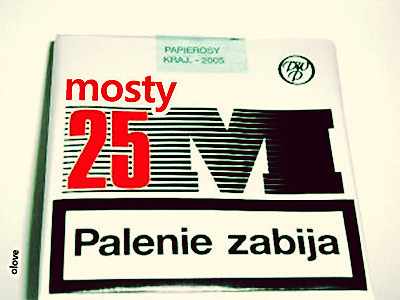 PAPIEROSY
KRAJ. - 2005
mosty
25 M
Palenie zabija
olove